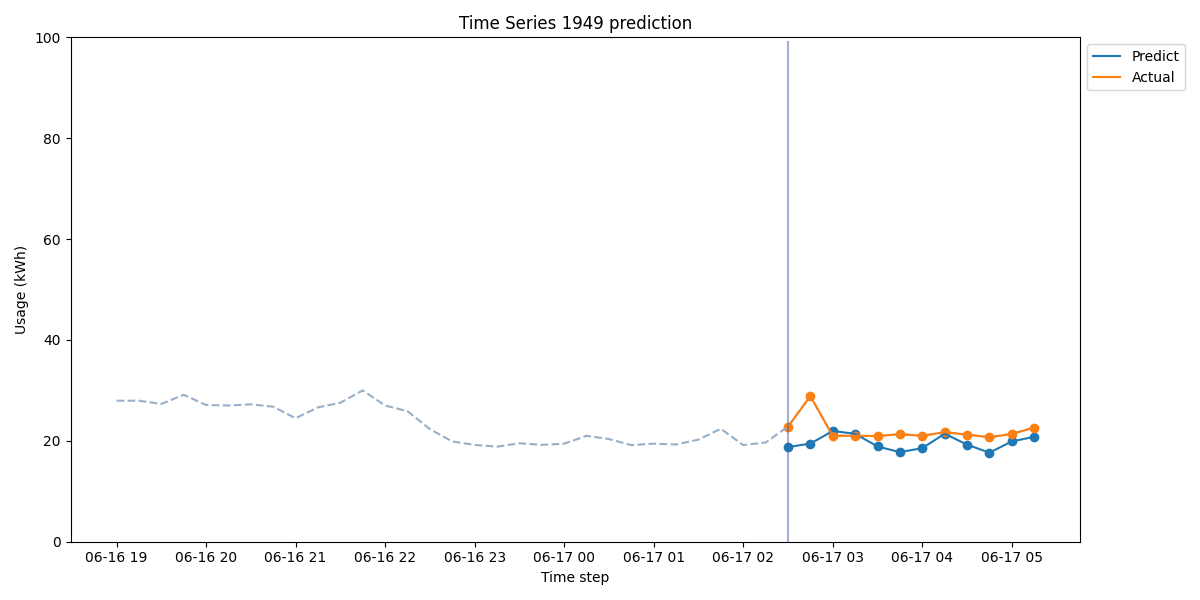 Time Series 1949 prediction
Usage (kWh)
100
80
60
40
20
0
06-16 19 06-16 20 06-16 21 06-16 22 06-16 23 06-17 00 06-17 01 06-17 02 06-17 03 06-17 04 06-17 05
Time step
Predict
Actual